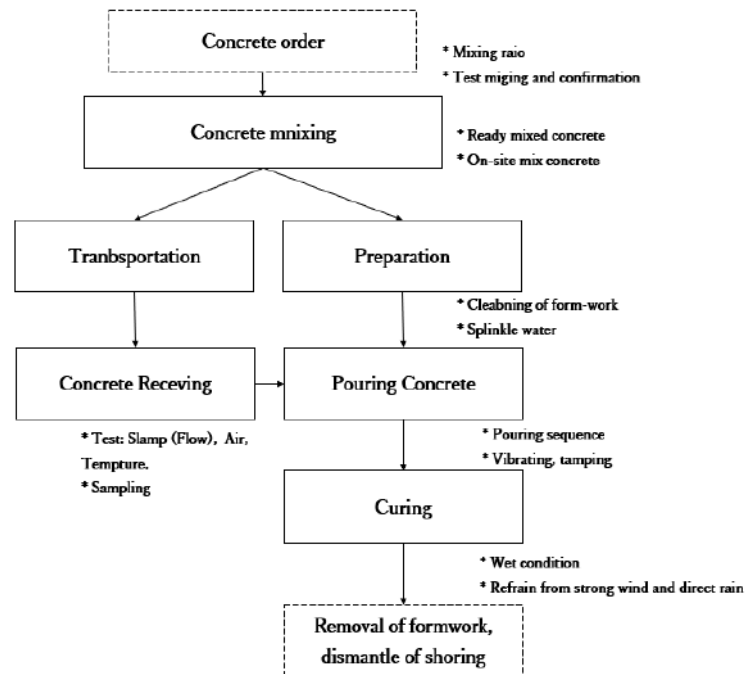 Concrete order
* Mixing raio
* Test miging and confirmation
Concrete mnixing
* Ready mixed concrete
* On-site mix concrete
Tranbsportation
Preparation
* Cleabning of form-work
* Splinkle water
Concrete Receving
Pouring Concrete
* Test: Slamp (Flow), Air,
Tempture.
* Sampling
* Pouring sequence
* Vibrating, tamping
Curing
* Wet condition
* Refrain from strong wind and direct rain
Removal of formwork,
dismantle of shoring